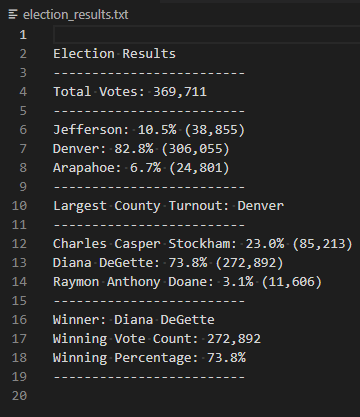 election_results.txt
1
2 Election Results
3 -------------------------
4 Total Votes: 369,711
5 -------------------------
6 Jefferson: 10.5% (38,855)
7 Denver: 82.8% (306,055)
8 Arapahoe: 6.7% (24,801)
9 -------------------------
10 Largest County Turnout: Denver
11 -------------------------
12 Charles Casper Stockham: 23.0% (85,213)
13 Diana DeGette: 73.8% (272,892)
14 Raymon Anthony Doane: 3.1% (11,606)
15 -------------------------
16 Winner: Diana DeGette
17 Winning Vote Count: 272,892
18 Winning Percentage: 73.8%
19 -------------------------
20